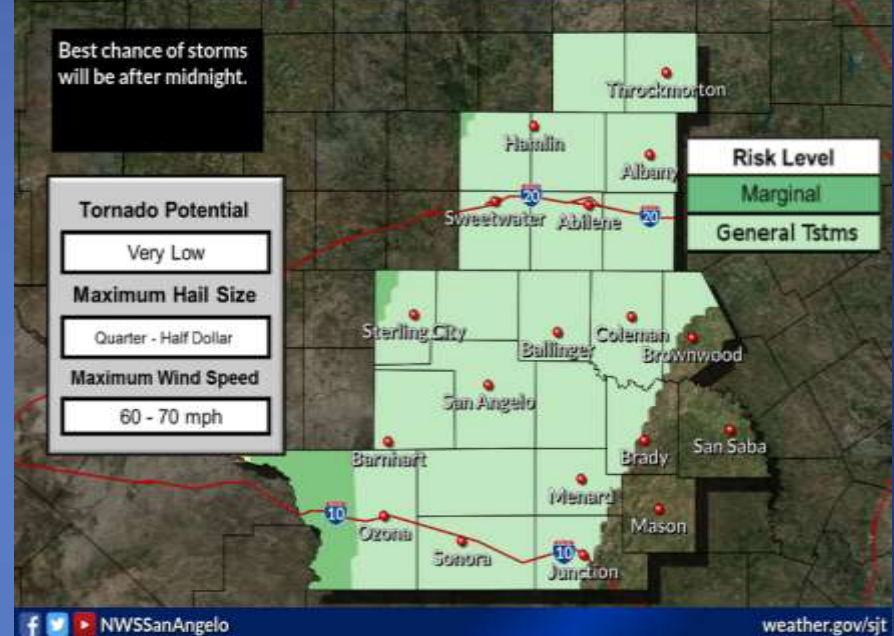 Best chance of storms
will be after midnight.
Tornado Potential
Very Low
Maximum Hail Size
Quarter - Half Dollar
Maximum Wind Speed
60 - 70 mph
Risk Level
Marginal
General Tstms
Throckmorton
Hamlin
Albany
20
Sweetwater
Abilene
20
Sterling City
Ballinger
Coleman
Brownwood
San Angelo
Barnhart
Brady
San Saba
Menard
Mason
10
Ozona
Sonora
10
Junction
NWSSanAngelo
weather.gov/sjt